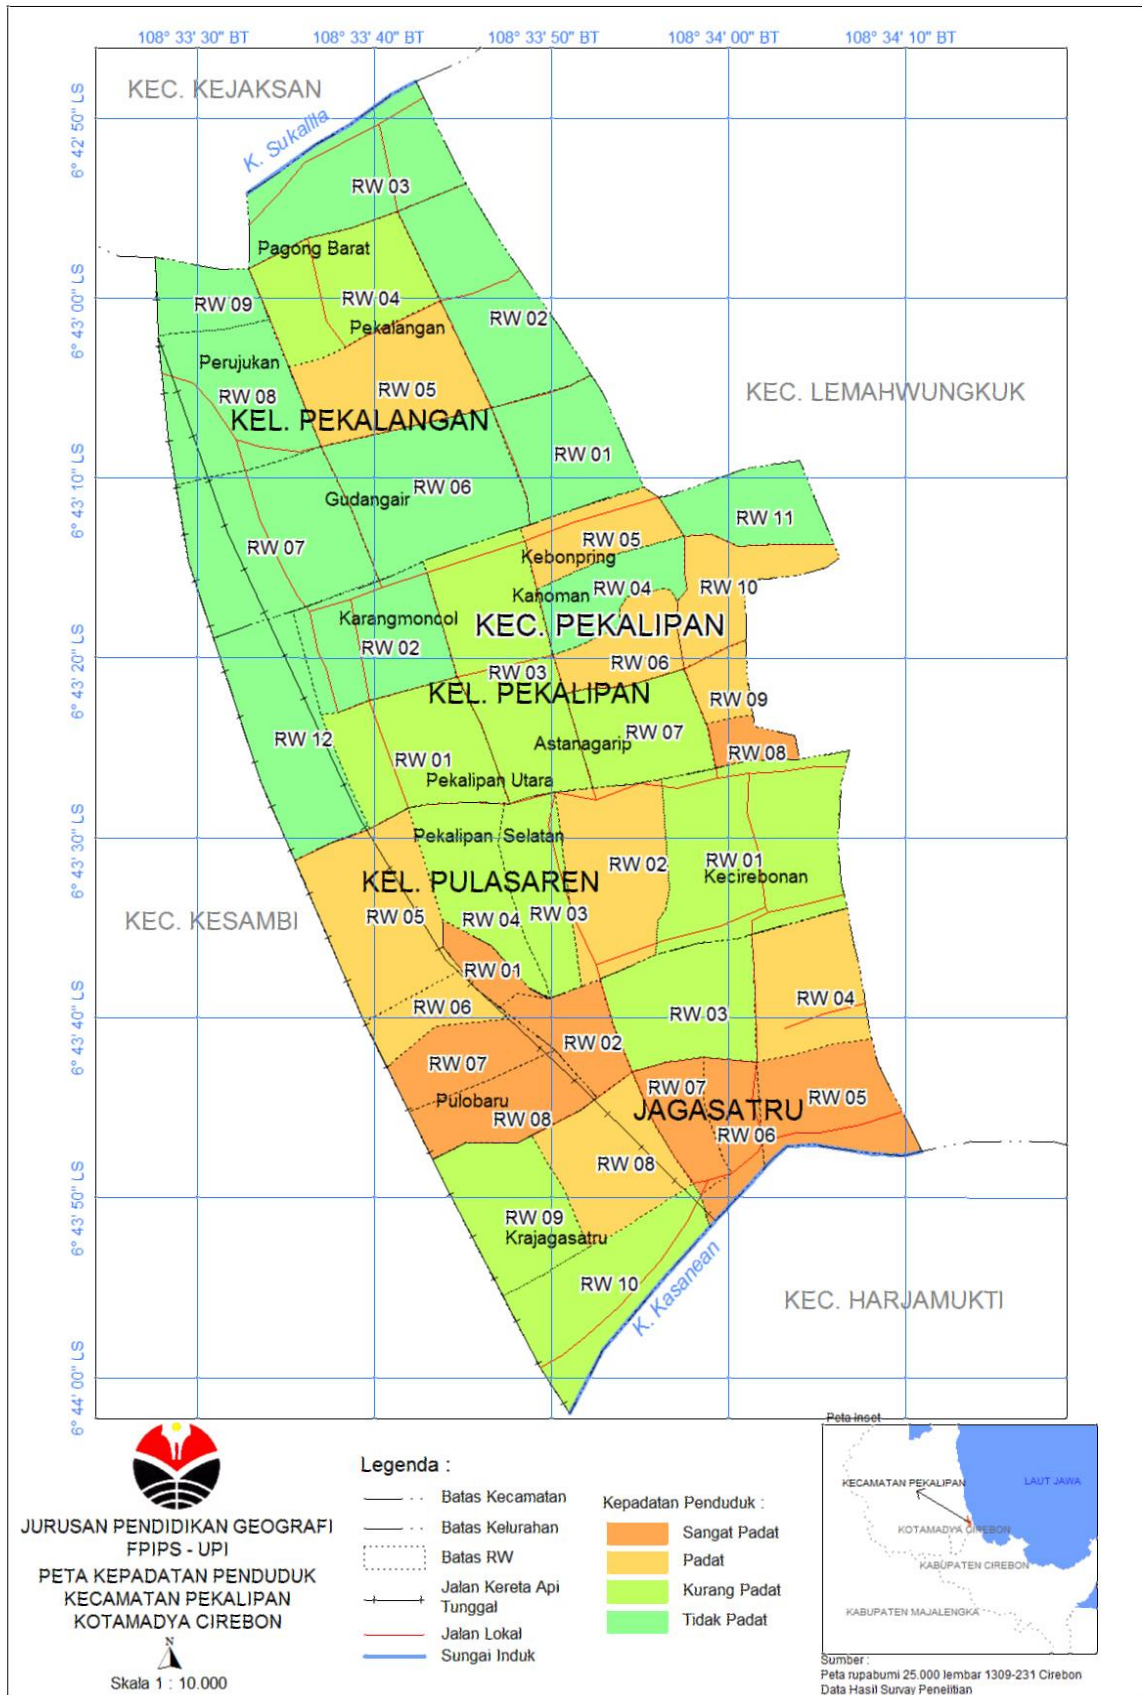 108° 33' 30" BT
108° 33' 40" BT
108° 33' 50" BT
108° 34' 00" BT
108° 34' 10" BT
6° 42' 50" LS
6° 43' 00" LS
6° 43' 10" LS
6° 43' 20" LS
6° 43' 30" LS
6° 43' 40" LS
6° 43' 50" LS
6° 44' 00" LS
KEC. KEJAKSAN
K. Sukalila
RW 03
Pagong Barat
RW 09
RW 04
RW 02
Pekalangan
Perujukan
RW 08
RW 05
KEC. LEMAHWUNGKUK
KEL. PEKALANGAN
RW 01
RW 06
Gudangair
RW 11
RW 07
RW 05
Kebonpring
RW 04
RW 10
Kanoman
Karangmoncol
KEC. PEKALIPAN
RW 02
RW 03
RW 06
KEL. PEKALIPAN
RW 09
RW 12
RW 07
Astanagarip
RW 08
RW 01
Pekalipan Utara
Pekalipan Selatan
RW 02
RW 01
Kecirebonan
KEL. PULASAREN
KEC. KESAMBI
RW 05
RW 04
RW 03
RW 01
RW 06
RW 04
RW 03
RW 02
RW 07
RW 07
RW 05
Pulobaru
JAGASATRU
RW 08
RW 06
RW 08
RW 09
Krajagasatru
RW 10
K. Kasanean
KEC. HARJAMUKTI
JURUSAN PENDIDIKAN GEOGRAFI
FPIPS - UPI
PETA KEPADATAN PENDUDUK
KECAMATAN PEKALIPAN
KOTAMADYA CIREBON
N
Skala 1 : 10.000
Legenda :
Batas Kecamatan
Batas Kelurahan
Batas RW
Jalan Kereta Api
Tunggal
Jalan Lokal
Sungai Induk
Kepadatan Penduduk :
Sangat Padat
Padat
Kurang Padat
Tidak Padat
Peta Inset
KECAMATAN PEKALIPAN
LAUT JAWA
KOTAMADYA CIREBON
KABUPATEN CIREBON
KABUPATEN MAJALENGKA
Sumber :
Peta rupabumi 25.000 lembar 1309-231 Cirebon
Data Hasil Survay Penelitian